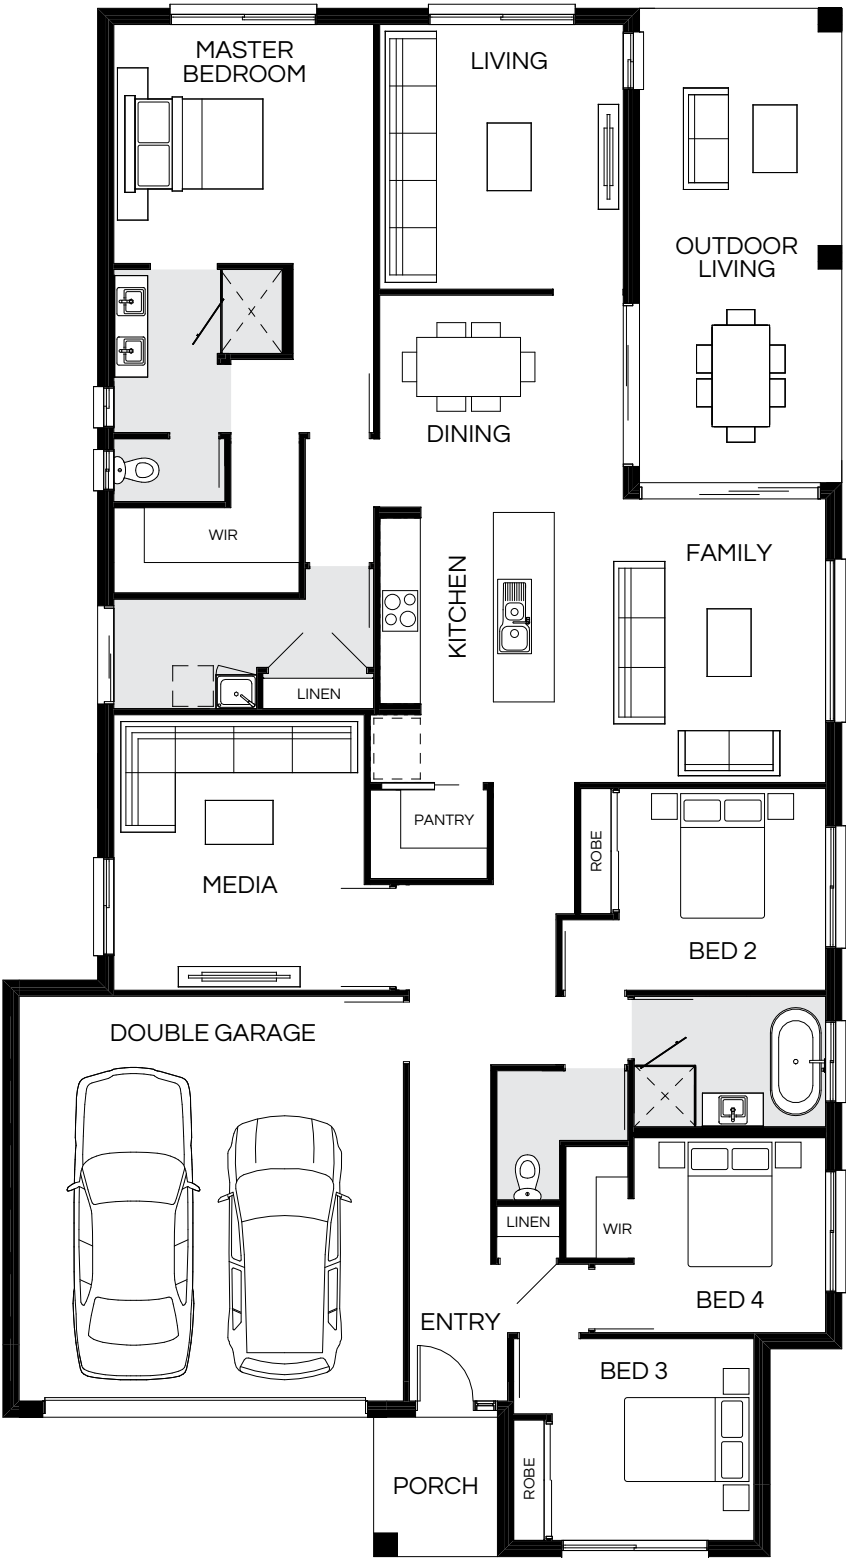 MASTER
BEDROOM
LIVING
OUTDOOR
LIVING
DINING
WIR
KITCHEN
FAMILY
LINEN
PANTRY
ROBE
MEDIA
BED 2
DOUBLE GARAGE
LINEN
WIR
BED 4
ENTRY
BED 3
ROBE
PORCH